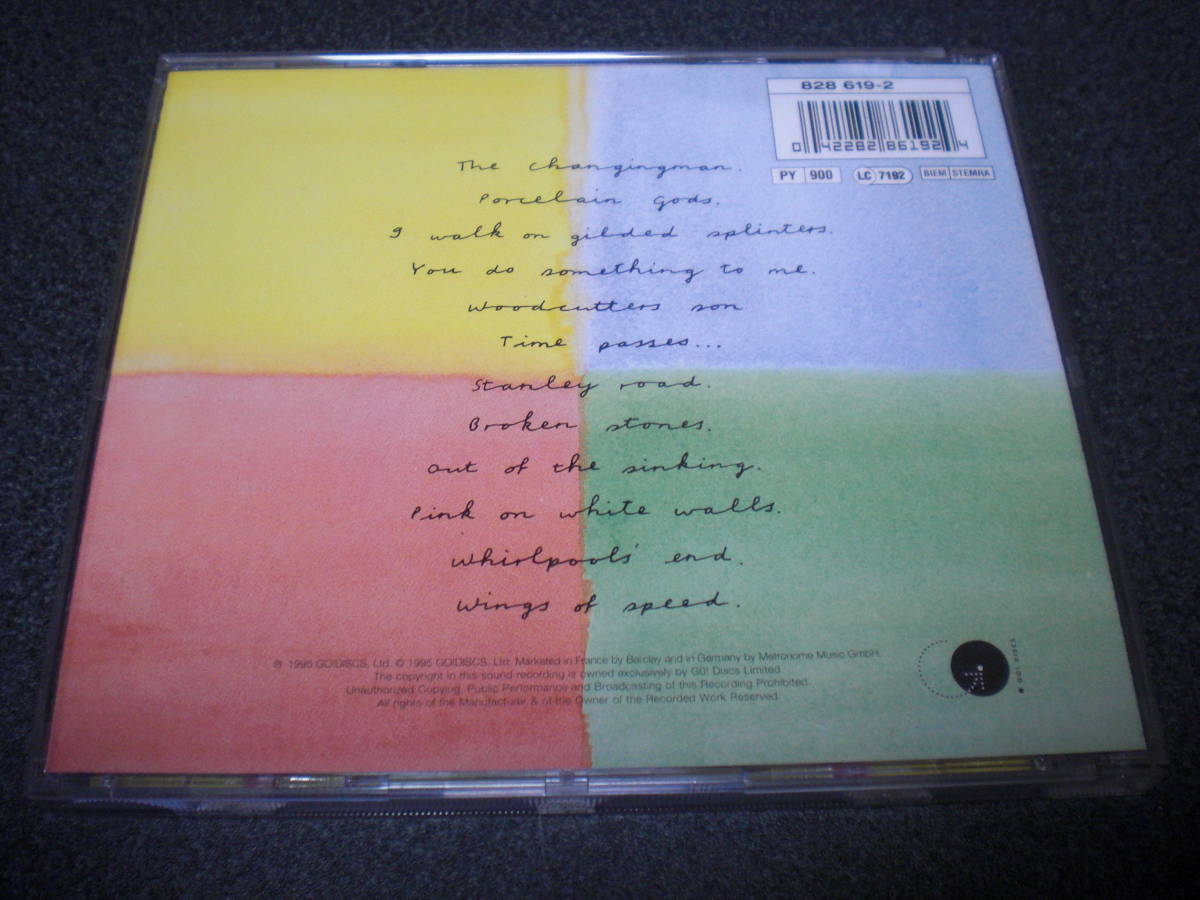 828 619-2
0 42282 86192 4
PY 900 LC 7192 BIEM STEMRA
The changingman.
Porcelain gods.
I walk on gilded splinters.
You do something to me.
Woodcutters son
Time passes...
Stanley road.
Broken stones.
Out of the sinking.
Pink on white walls.
Whirlpools' end.
Wings of speed.
℗ 1995 GO!DISCS, Ltd. © 1995 GO!DISCS, Ltd. Marketed in France by Barclay and in Germany by Metronome Music GmbH.
The copyright in this sound recording is owned exclusively by GO! Discs Limited.
Unauthorized Copying, Public Performance and Broadcasting of this Recording Prohibited.
All rights of the Manufacturer & of the Owner of the Recorded Work Reserved.
GO! DISCS